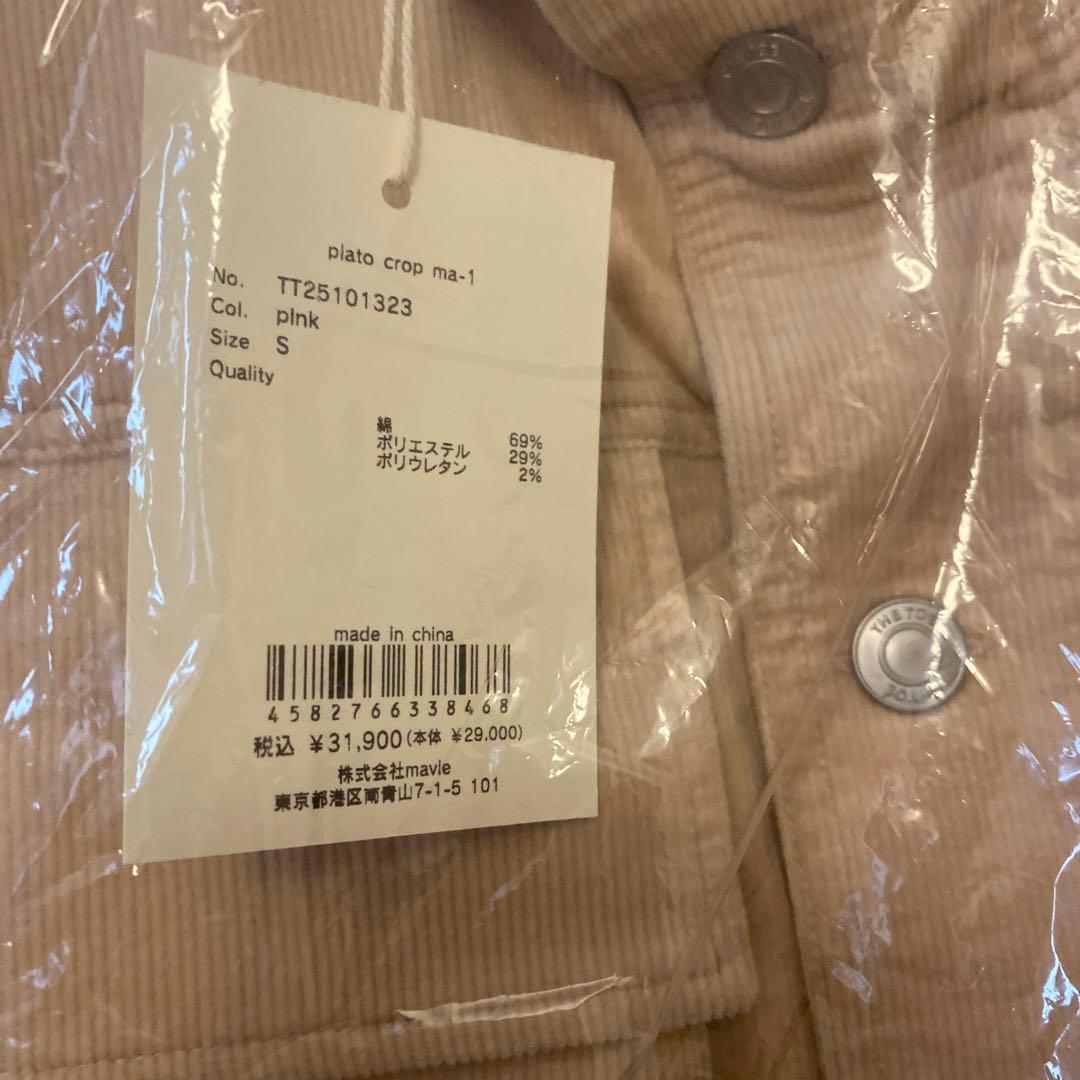 plato crop ma-1
No. TT25101323
Col. pink
Size S
Quality
綿 69%
ポリエステル 29%
ポリウレタン 2%
made in china
4582766338468
税込 ¥31,900(本体 ¥29,000)
株式会社mavie
東京都港区南青山7-1-5 101
THE